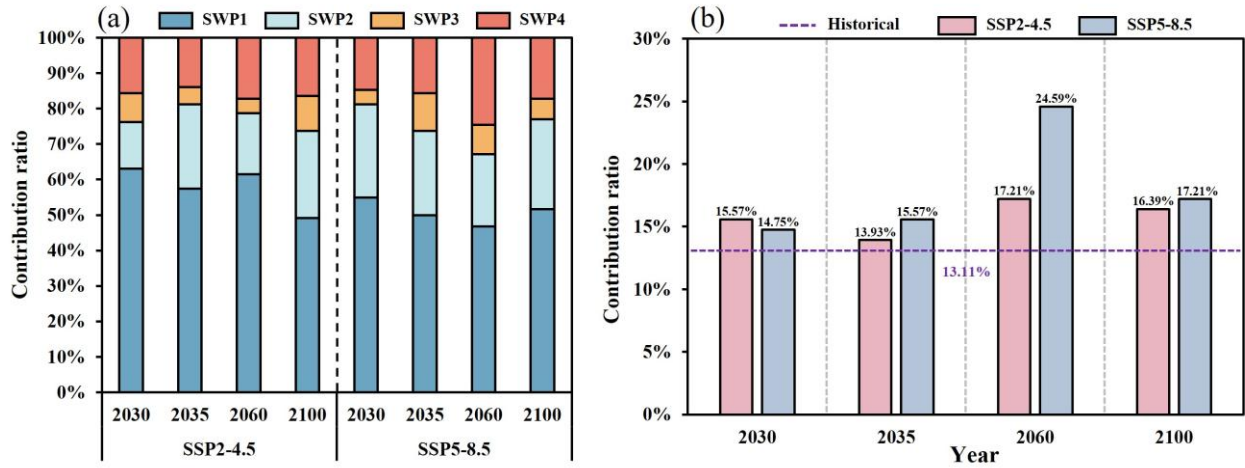 (a)
SWP1 SWP2 SWP3 SWP4
Contribution ratio
100%
90%
80%
70%
60%
50%
40%
30%
20%
10%
0%
2030 2035 2060 2100 2030 2035 2060 2100
SSP2-4.5 SSP5-8.5
(b)
Historical SSP2-4.5 SSP5-8.5
Contribution ratio
30%
25%
20%
15%
10%
5%
0%
15.57% 14.75% 13.93% 15.57% 17.21% 24.59% 16.39% 17.21%
13.11%
2030 2035 2060 2100
Year